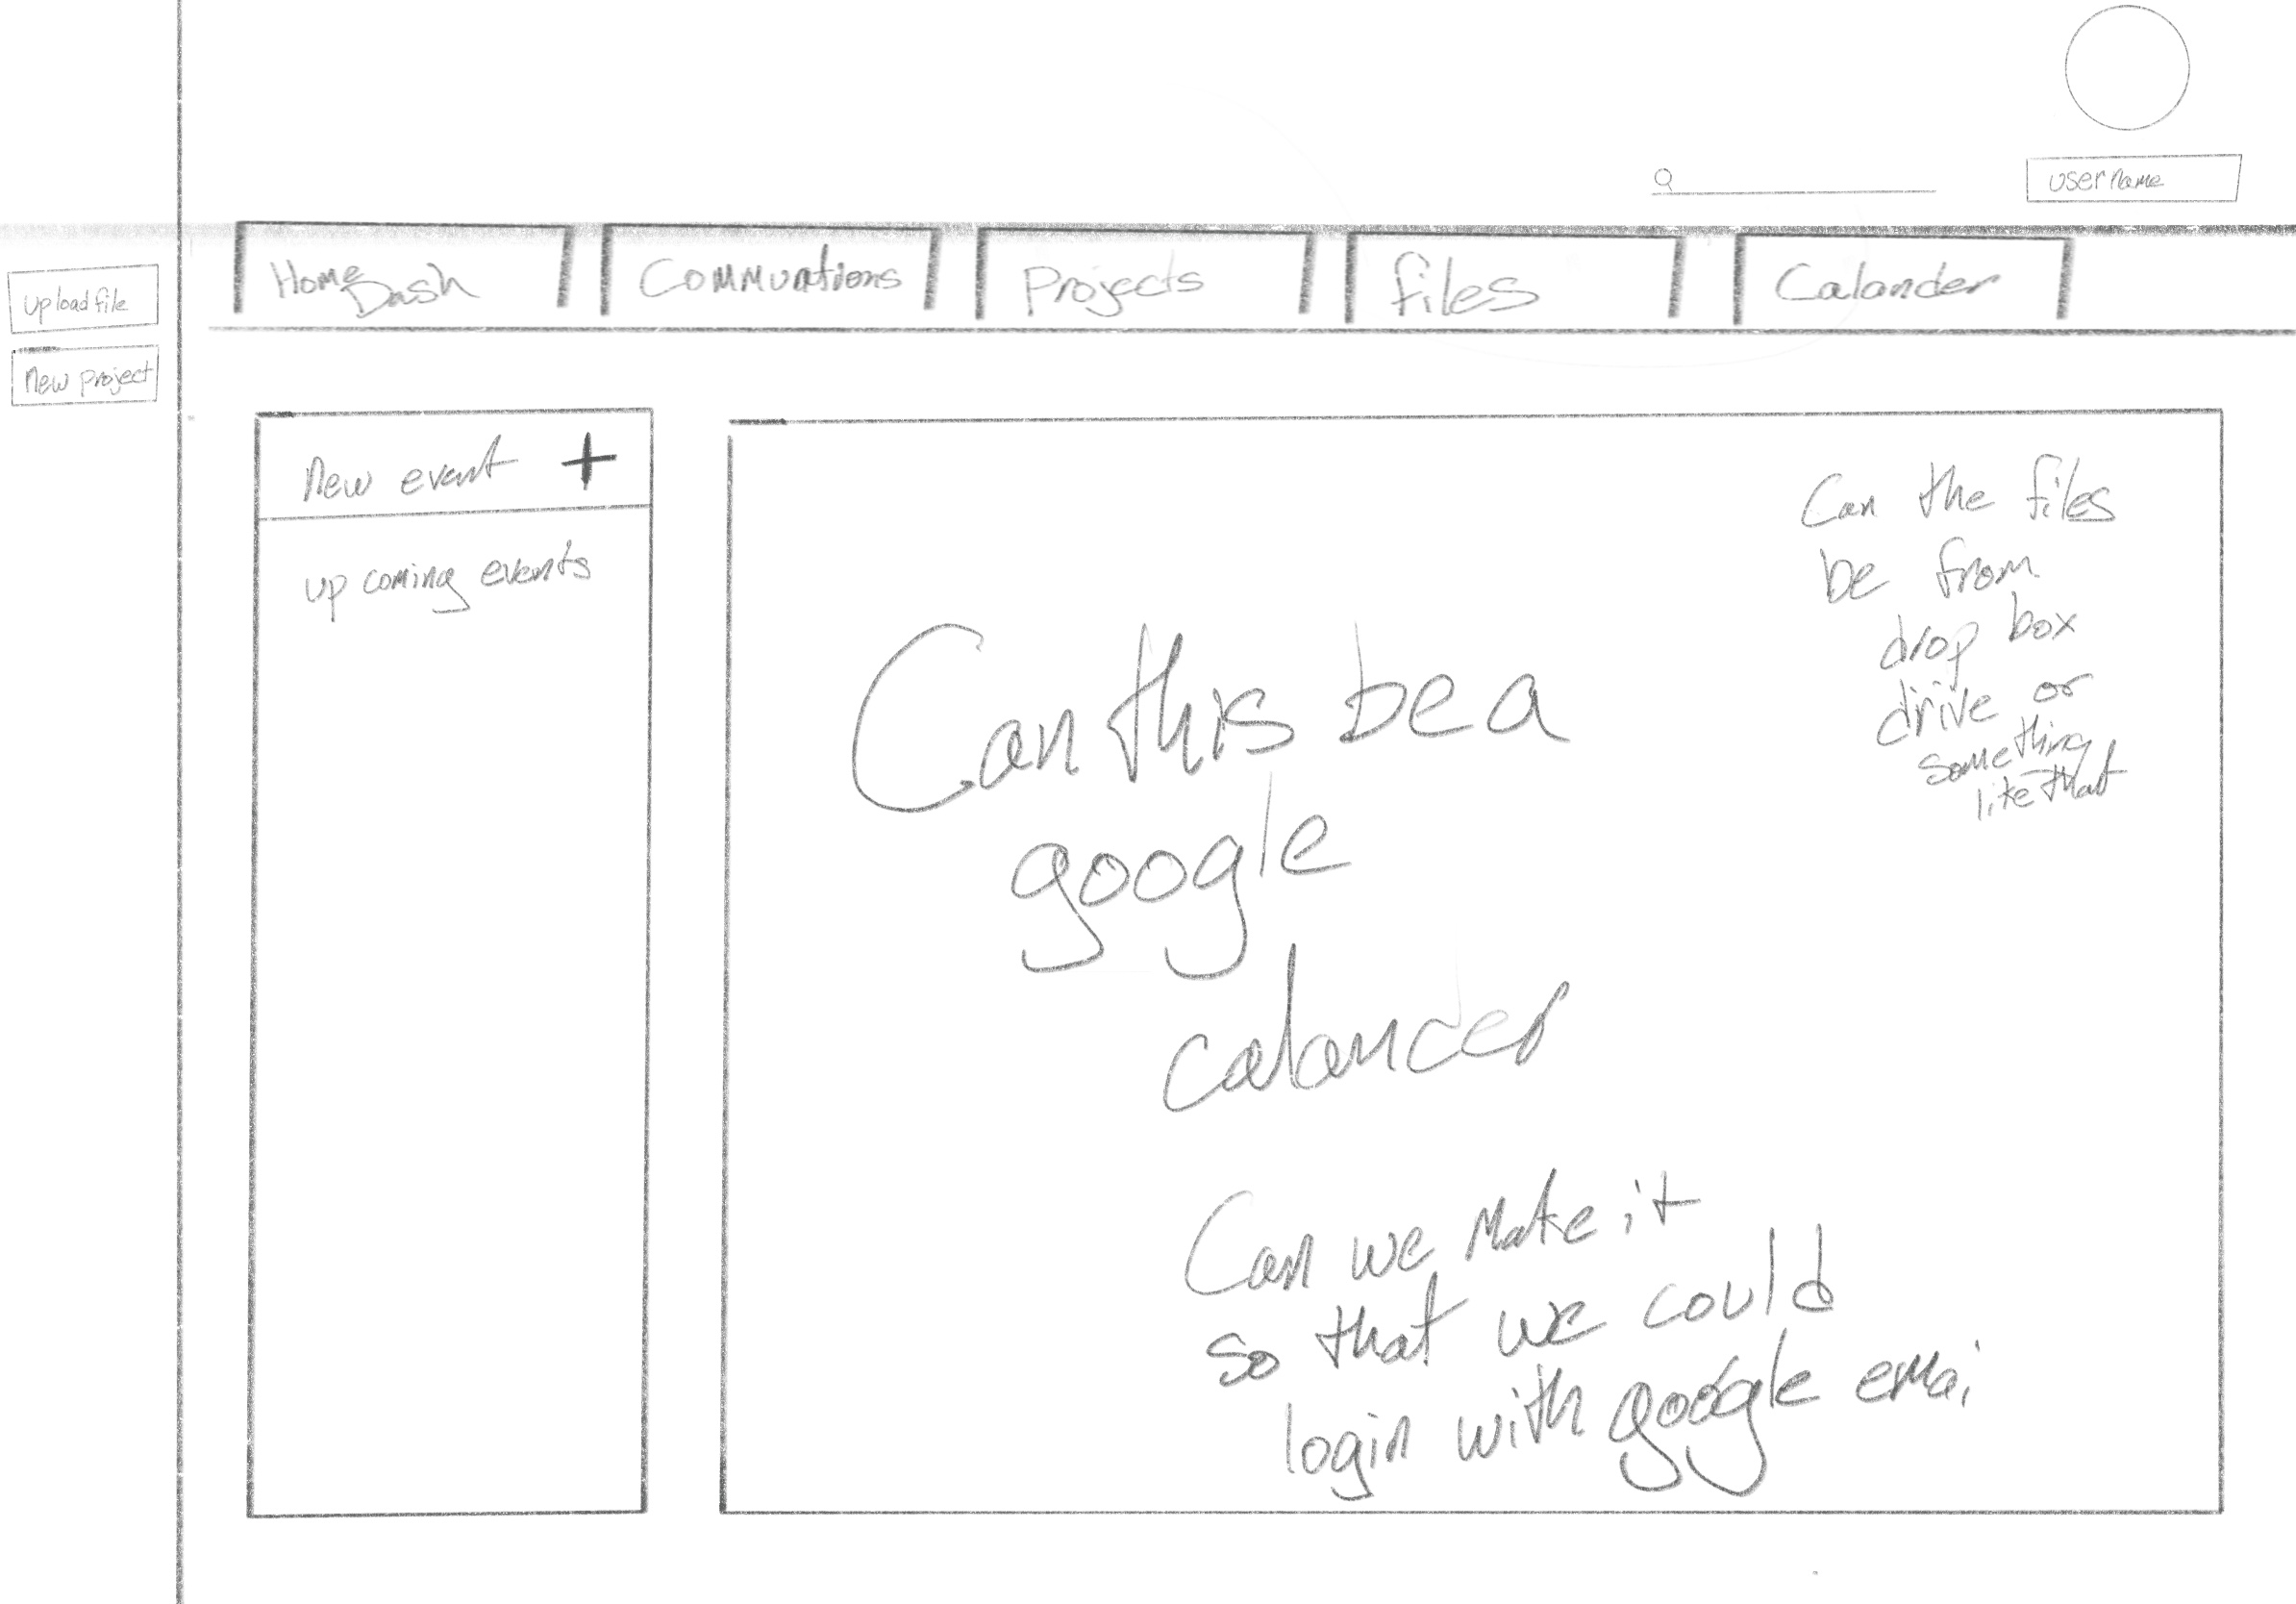 username
Home
Dash
Commuations
Projects
files
Calander
Upload file
New project
New event +
up coming events
Can the files
be from
drop box
drive or
something
like that
Can this be a
google
calander
Can we make it
so that we could
login with google emai